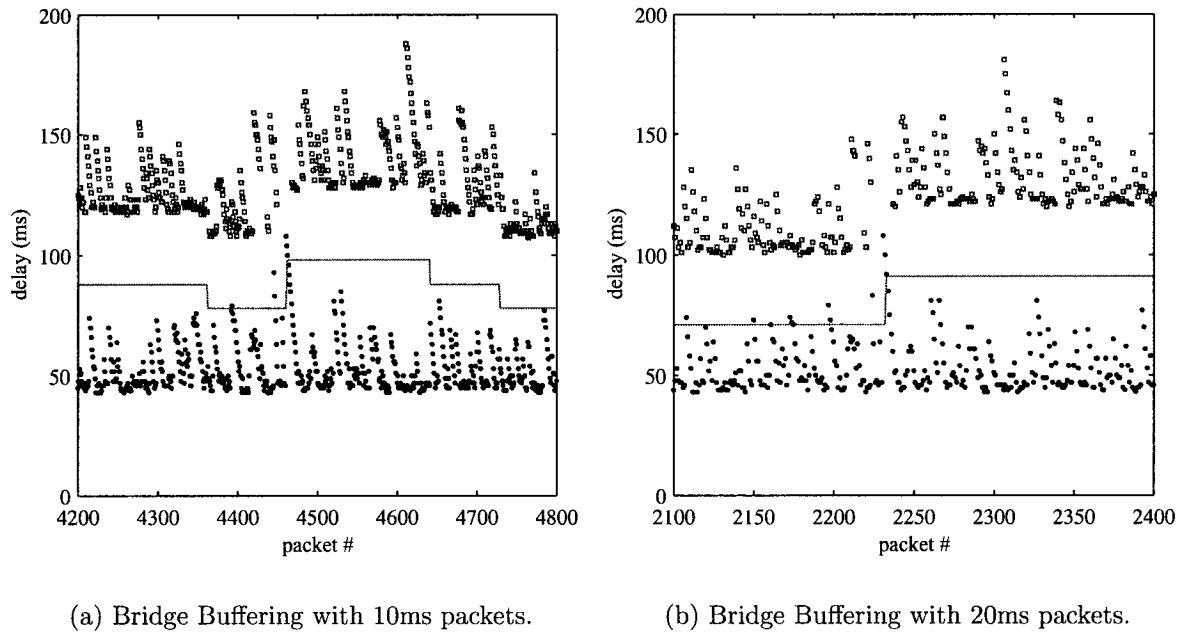 200
150
100
50
0
delay (ms)
4200 4300 4400 4500 4600 4700 4800
packet #
(a) Bridge Buffering with 10ms packets.
200
150
100
50
0
delay (ms)
2100 2150 2200 2250 2300 2350 2400
packet #
(b) Bridge Buffering with 20ms packets.